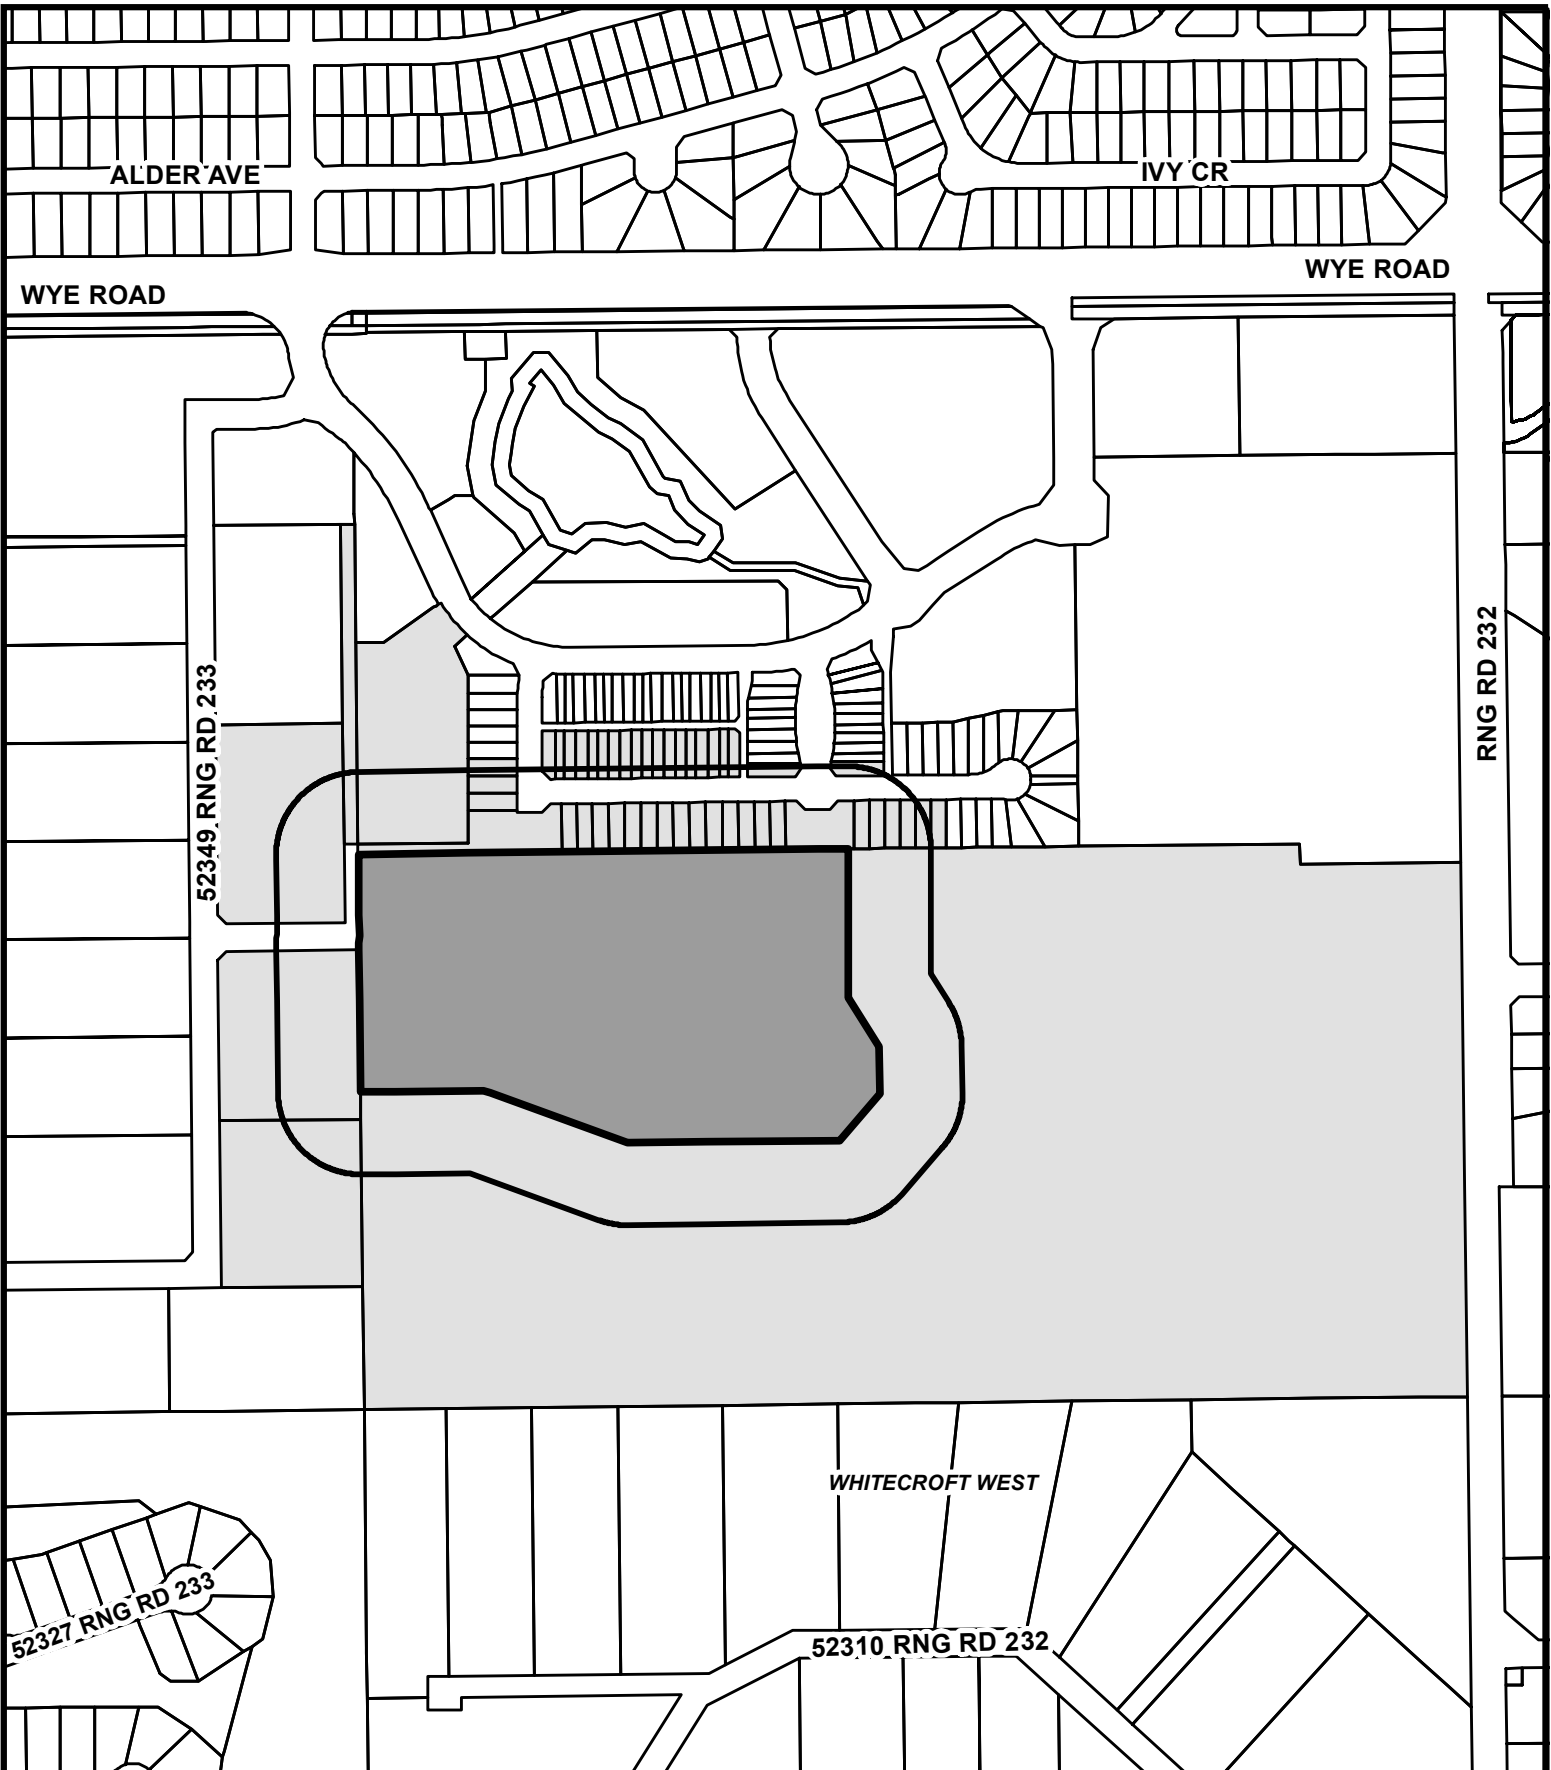 ALDER AVE
IVY CR
WYE ROAD
WYE ROAD
52349 RNG RD 233
RNG RD 232
WHITECROFT WEST
52327 RNG RD 233
52310 RNG RD 232